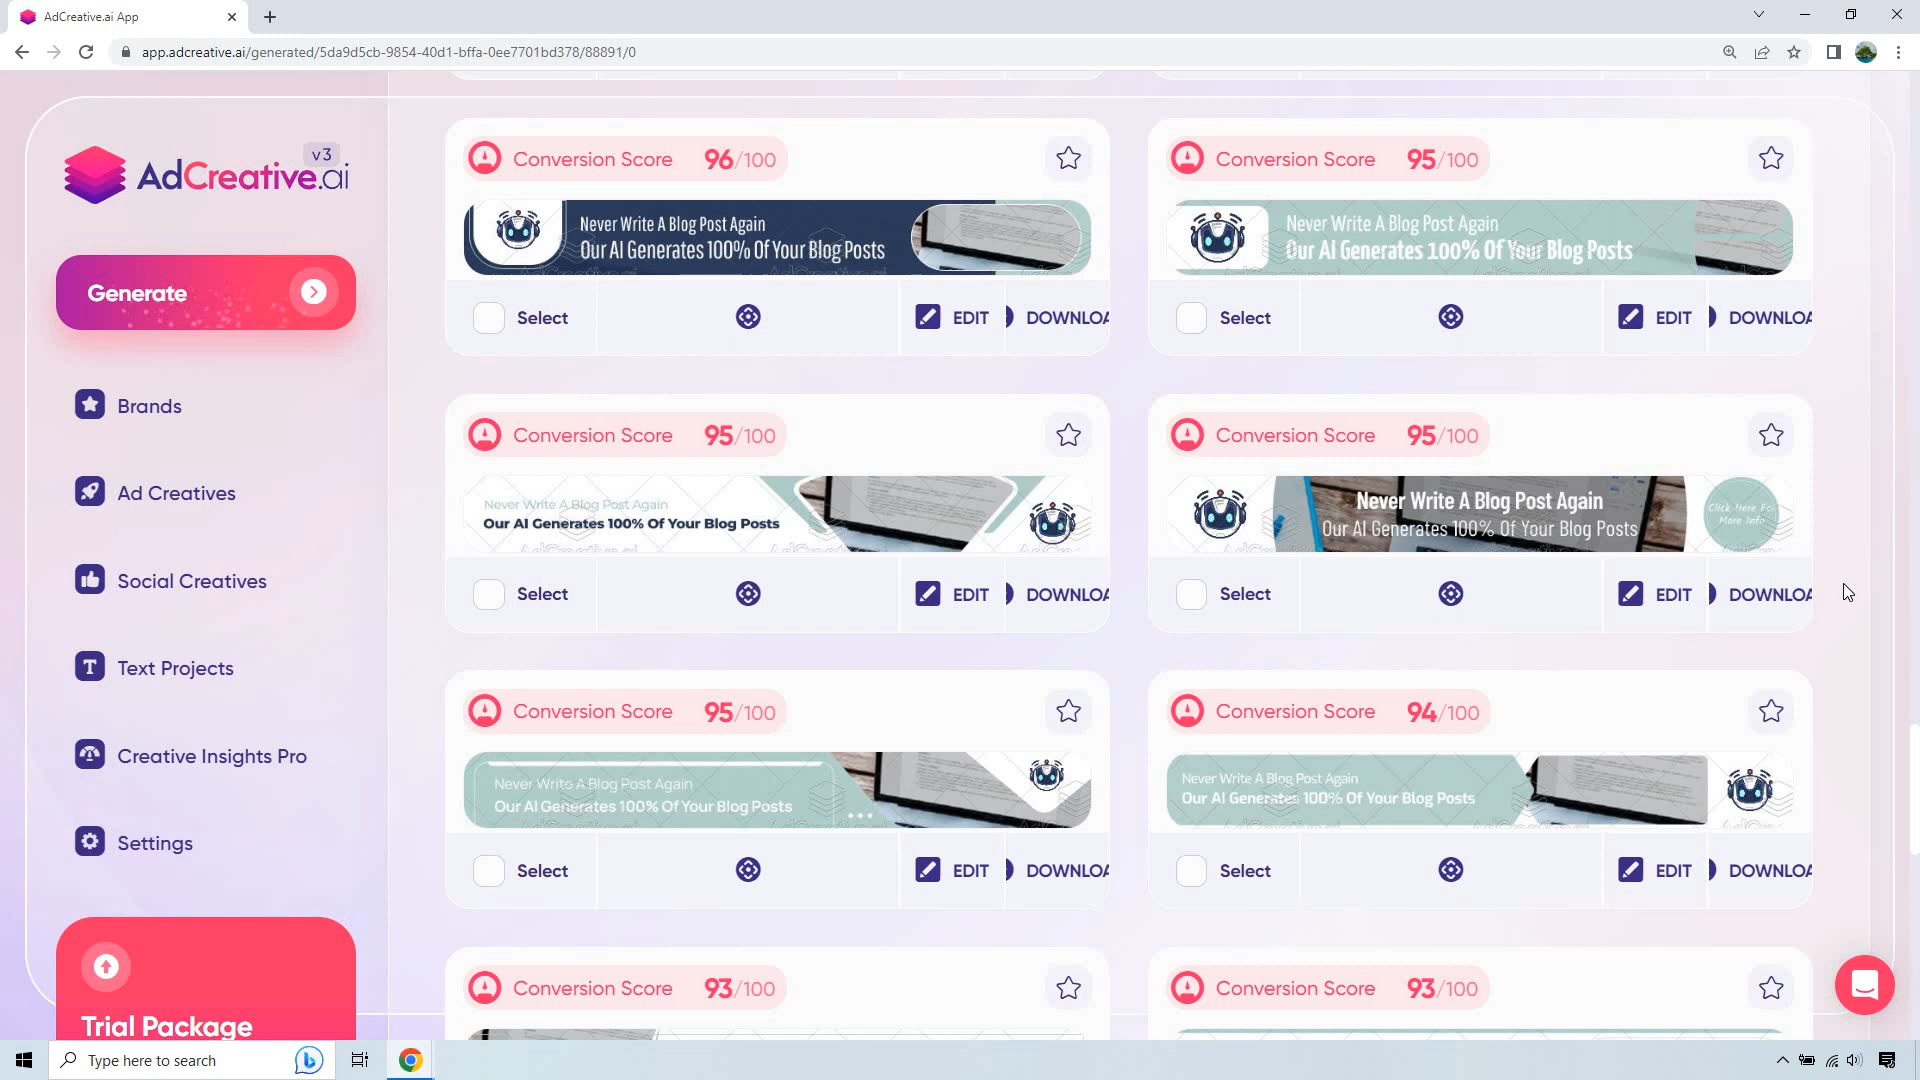 AdCreative.ai App
app.adcreative.ai/generated/5da9d5cb-9854-40d1-bffa-0ee7701bd378/88891/0
AdCreative.ai
v3
Generate
Brands
Ad Creatives
Social Creatives
Text Projects
Creative Insights Pro
Settings
Trial Package
Conversion Score 96/100
Never Write A Blog Post Again
Our AI Generates 100% Of Your Blog Posts
Select
EDIT
DOWNLOA
Conversion Score 95/100
Never Write A Blog Post Again
Our AI Generates 100% Of Your Blog Posts
Select
EDIT
DOWNLOA
Conversion Score 95/100
Never Write A Blog Post Again
Our AI Generates 100% Of Your Blog Posts
Select
EDIT
DOWNLOA
Conversion Score 95/100
Never Write A Blog Post Again
Our AI Generates 100% Of Your Blog Posts
Click Here For
More Info
Select
EDIT
DOWNLOA
Conversion Score 95/100
Never Write A Blog Post Again
Our AI Generates 100% Of Your Blog Posts
Select
EDIT
DOWNLOA
Conversion Score 94/100
Never Write A Blog Post Again
Our AI Generates 100% Of Your Blog Posts
Select
EDIT
DOWNLOA
Conversion Score 93/100
Conversion Score 93/100
Type here to search